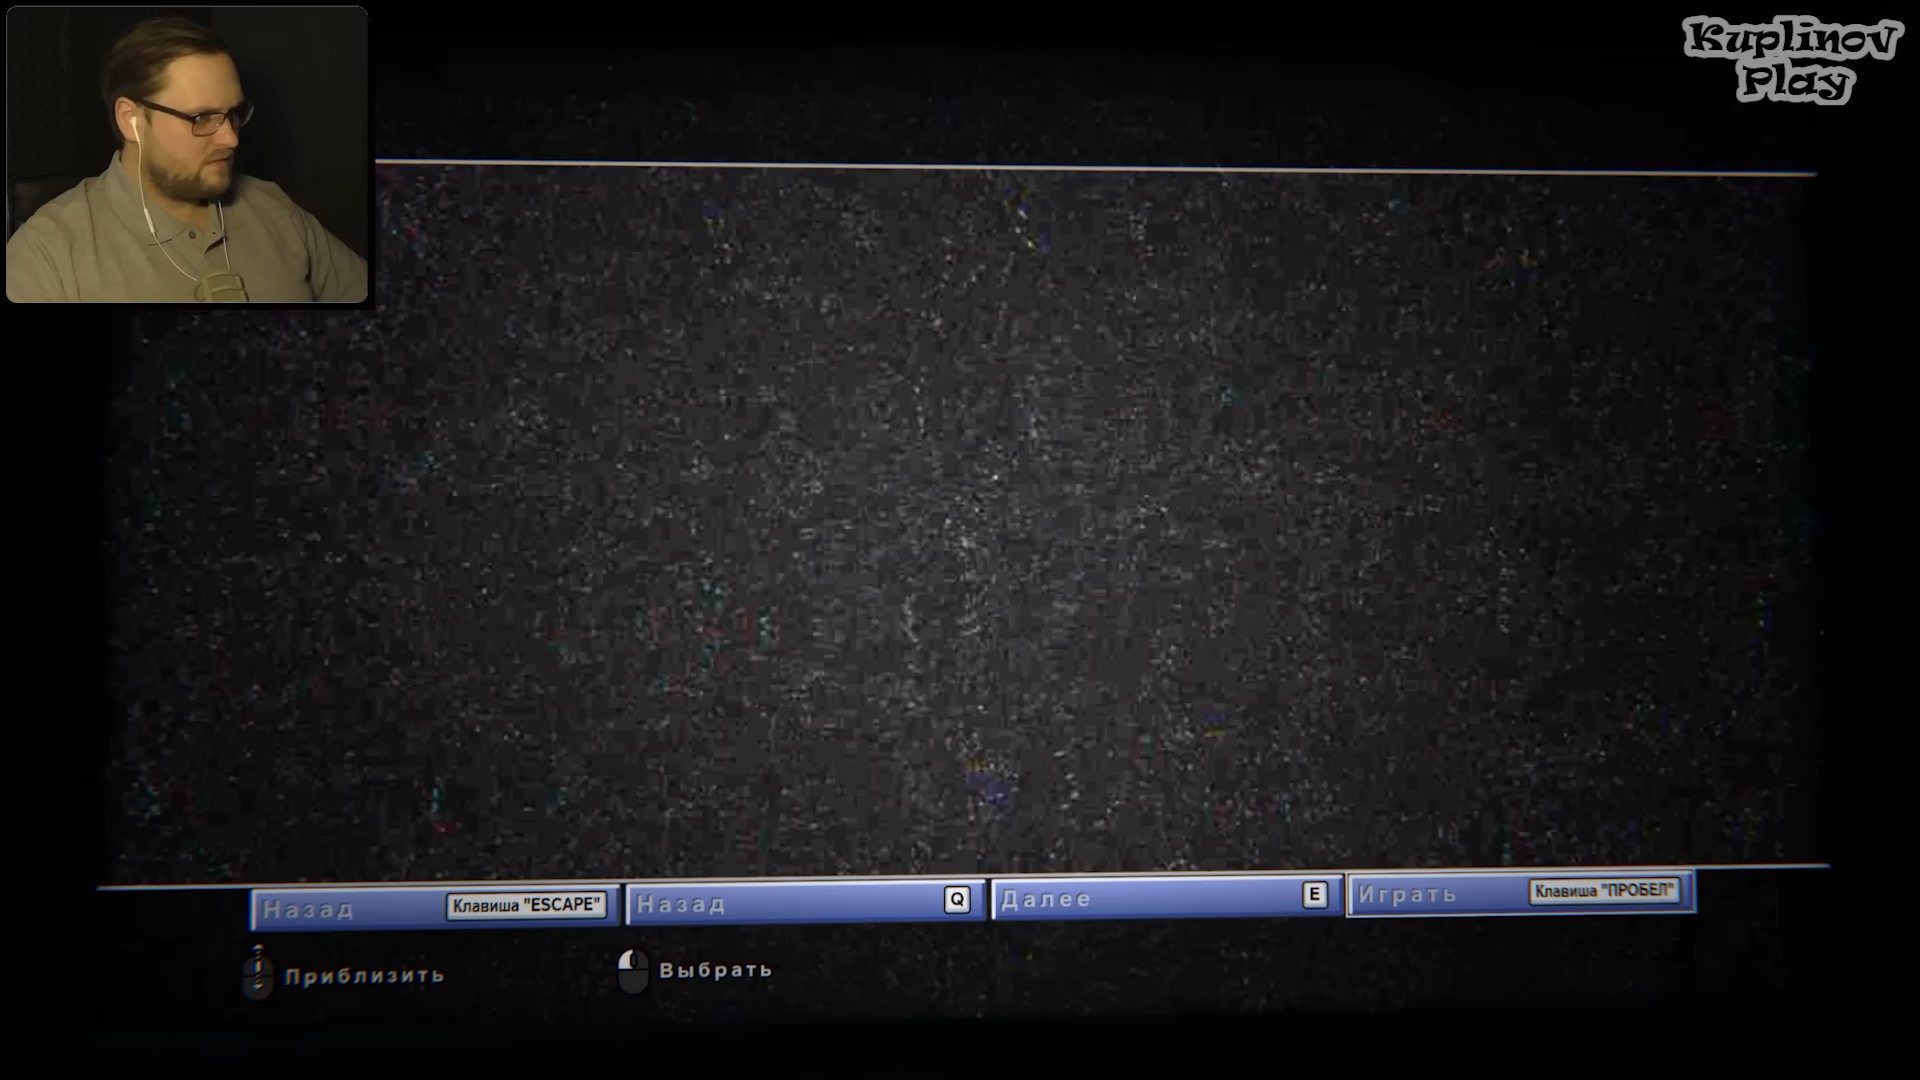 Kuplinov
Play
Назад Клавиша "ESCAPE" Назад Q Далее E Играть Клавиша "ПРОБЕЛ"
Приблизить Выбрать